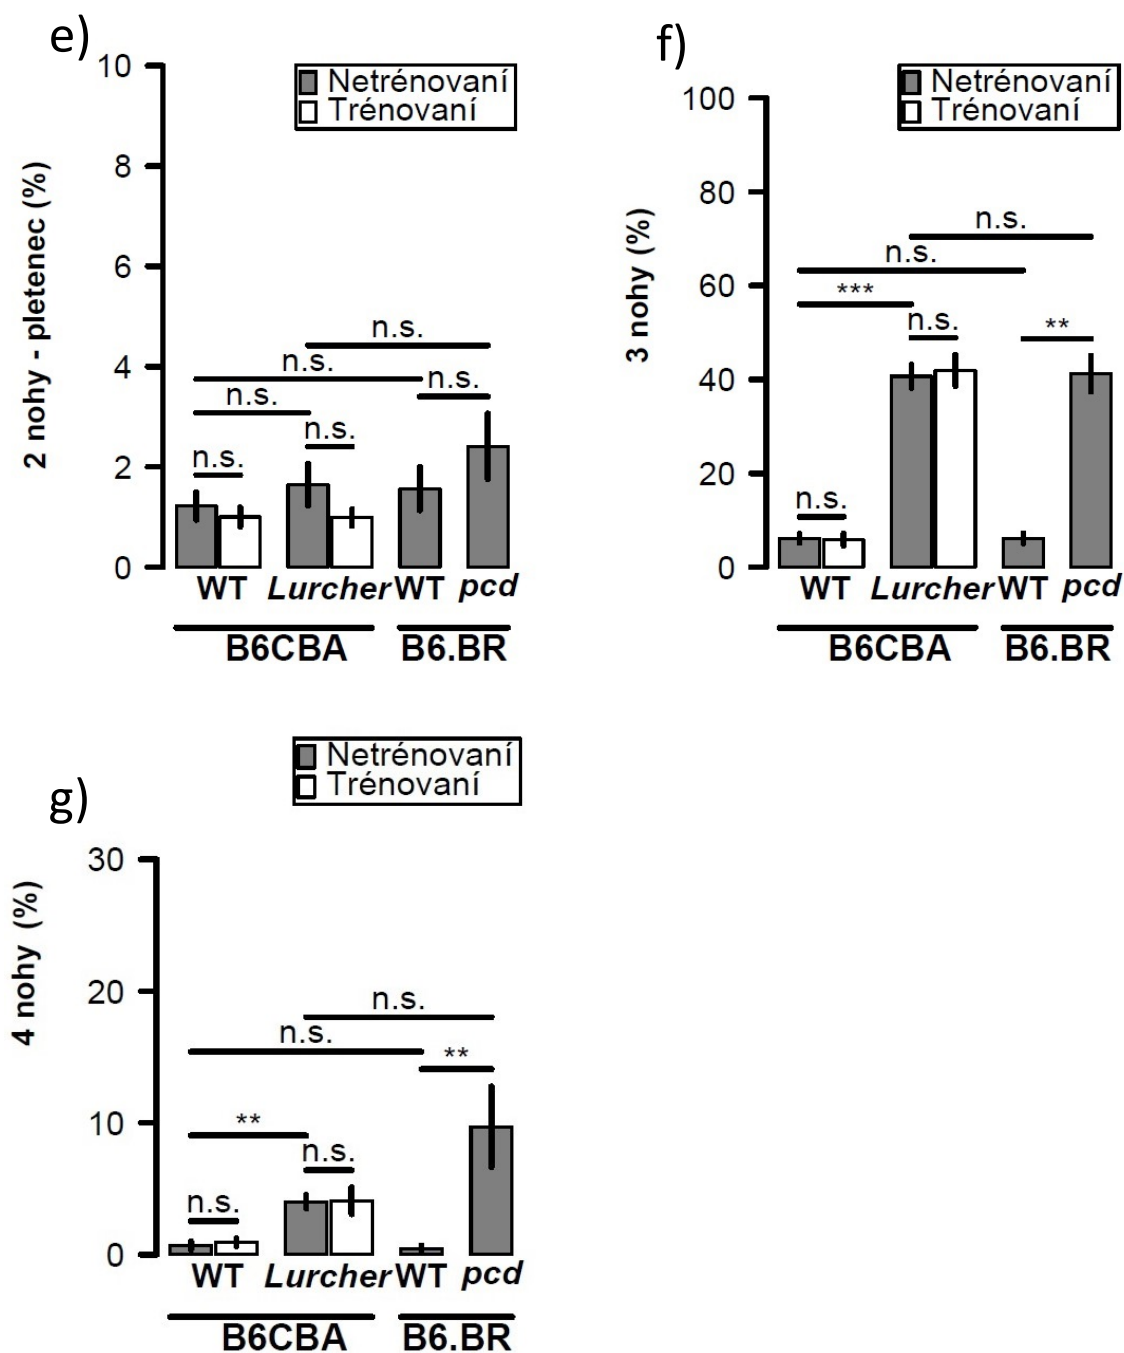 e)
10
8
6
4
2
0
2 nohy - pletenec (%)
Netrénovaní
Trénovaní
n.s.
n.s.
n.s.
n.s.
n.s.
n.s.
WT Lurcher WT pcd
B6CBA B6.BR
f)
100
80
60
40
20
0
3 nohy (%)
Netrénovaní
Trénovaní
n.s.
n.s.
***
n.s.
**
n.s.
WT Lurcher WT pcd
B6CBA B6.BR
g)
30
20
10
0
4 nohy (%)
Netrénovaní
Trénovaní
n.s.
n.s.
**
**
n.s.
n.s.
WT Lurcher WT pcd
B6CBA B6.BR